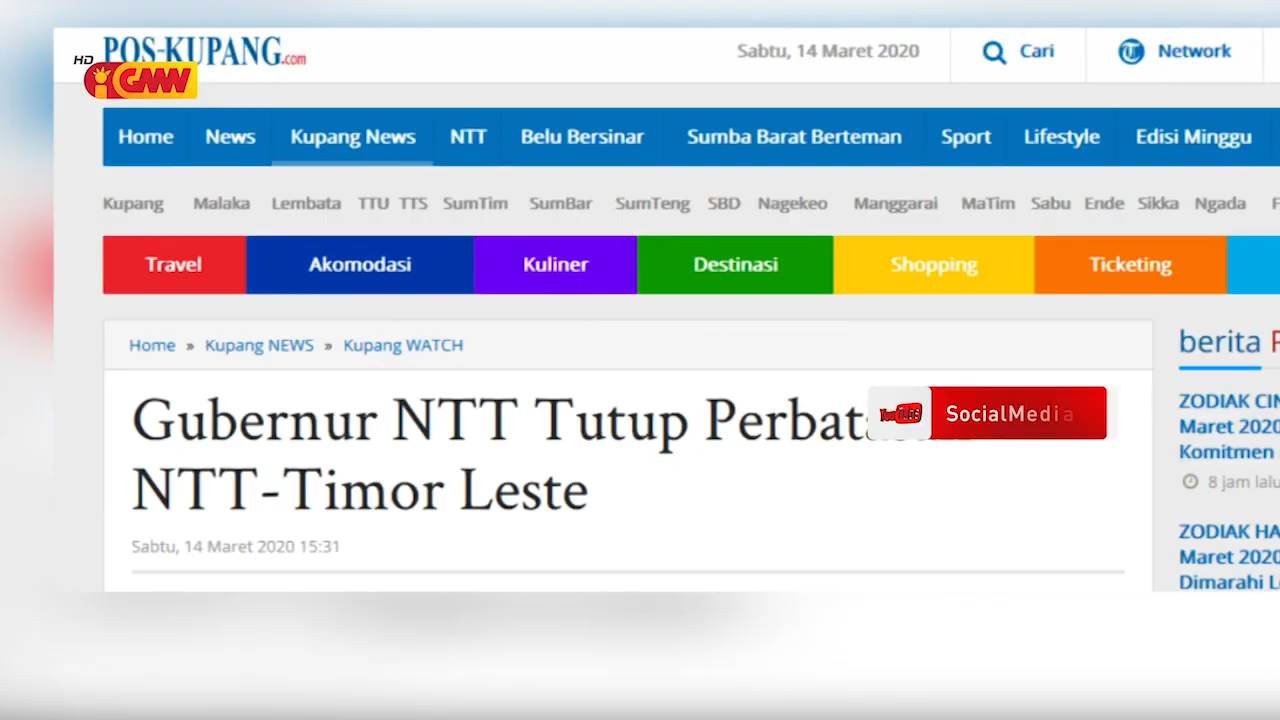 POS-KUPANG.com
HD
iGMW
Sabtu, 14 Maret 2020
Cari
Network
Home News Kupang News NTT Belu Bersinar Sumba Barat Berteman Sport Lifestyle Edisi Minggu
Kupang Malaka Lembata TTU TTS SumTim SumBar SumTeng SBD Nagekeo Manggarai MaTim Sabu Ende Sikka Ngada
Travel Akomodasi Kuliner Destinasi Shopping Ticketing
Home » Kupang NEWS » Kupang WATCH
Gubernur NTT Tutup
NTT-Timor Leste
Sabtu, 14 Maret 2020 15:31
YouTube SocialMedia
berita
ZODIAK
Maret 2020
Komitmen
8 jam lalu
ZODIAK
Maret 2020
Dimarahi